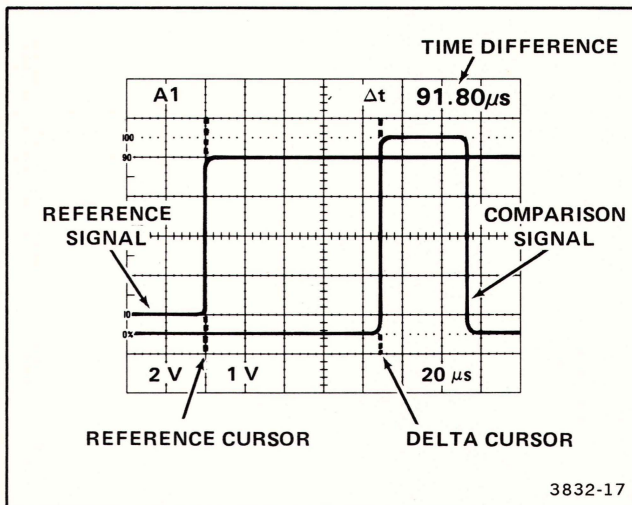 TIME DIFFERENCE
A1 Δt 91.80μs
100
90
REFERENCE
SIGNAL
COMPARISON
SIGNAL
10
0%
2 V 1 V 20 μs
REFERENCE CURSOR DELTA CURSOR
3832-17